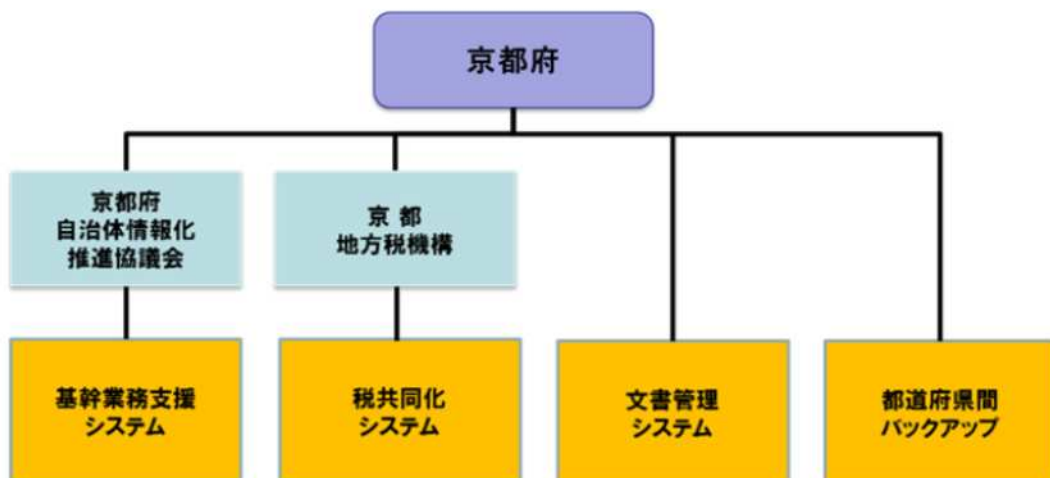 京都府
京都府
自治体情報化
推進協議会
京 都
地方税機構
基幹業務支援
システム
税共同化
システム
文書管理
システム
都道府県間
バックアップ